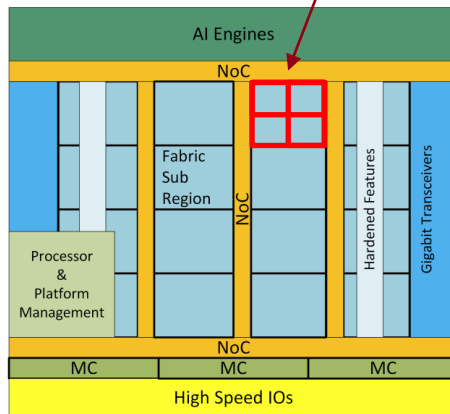 AI Engines
NoC
Fabric
Sub
Region
NoC
Hardened Features
Gigabit Transceivers
Processor
&
Platform
Management
NoC
MC
MC
MC
High Speed IOs